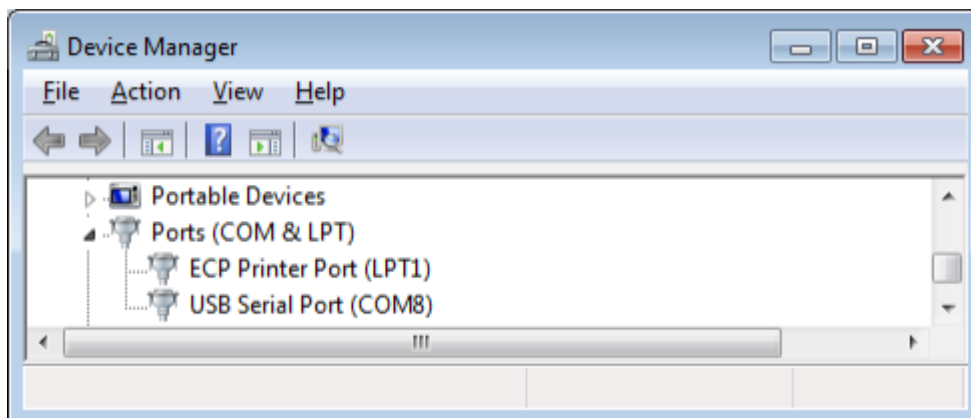 Device Manager
File Action View Help
Portable Devices
Ports (COM & LPT)
ECP Printer Port (LPT1)
USB Serial Port (COM8)